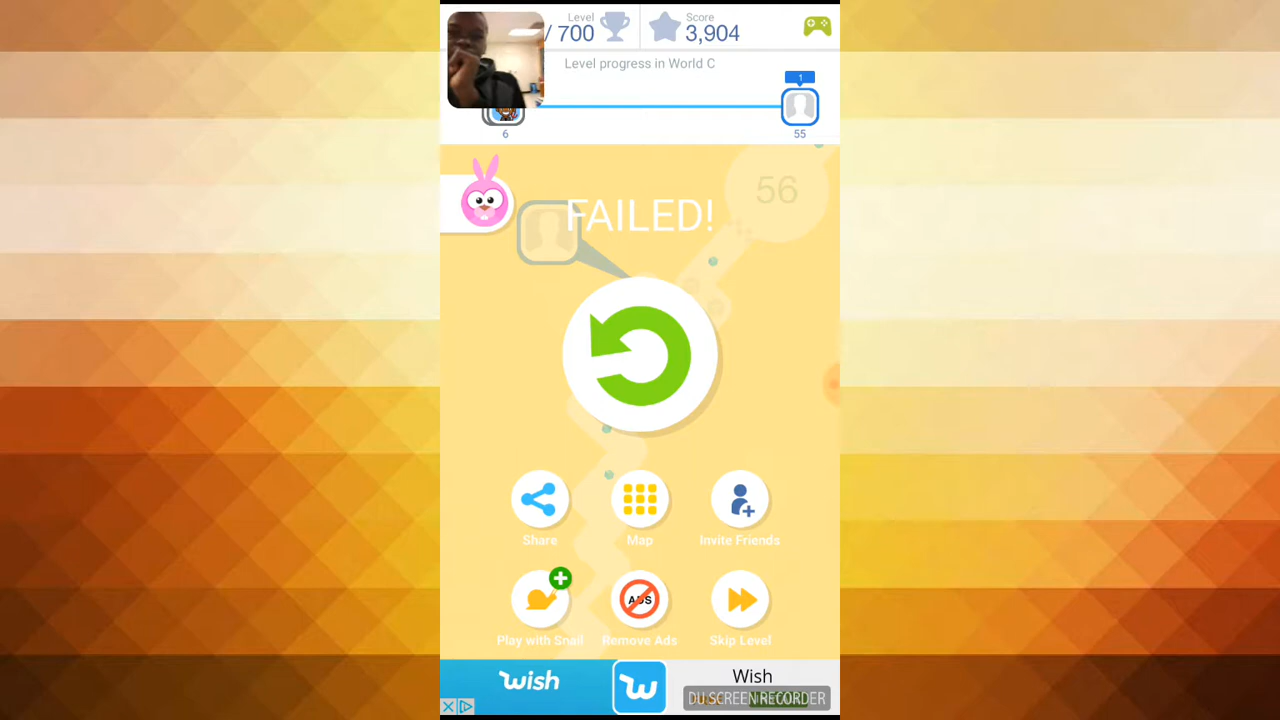 Level
/ 700
Score
3,904
Level progress in World C
1
6
55
56
FAILED!
Share
Map
Invite Friends
ADS
Play with Snail
Remove Ads
Skip Level
wish
w
Wish
DU SCREEN RECORDER